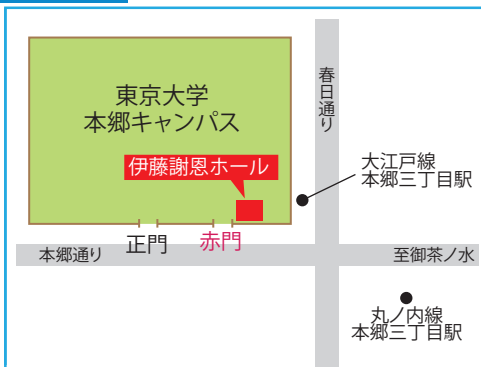 東京大学
本郷キャンパス
伊藤謝恩ホール
春日通り
大江戸線
本郷三丁目駅
正門
赤門
本郷通り
至御茶ノ水
丸ノ内線
本郷三丁目駅